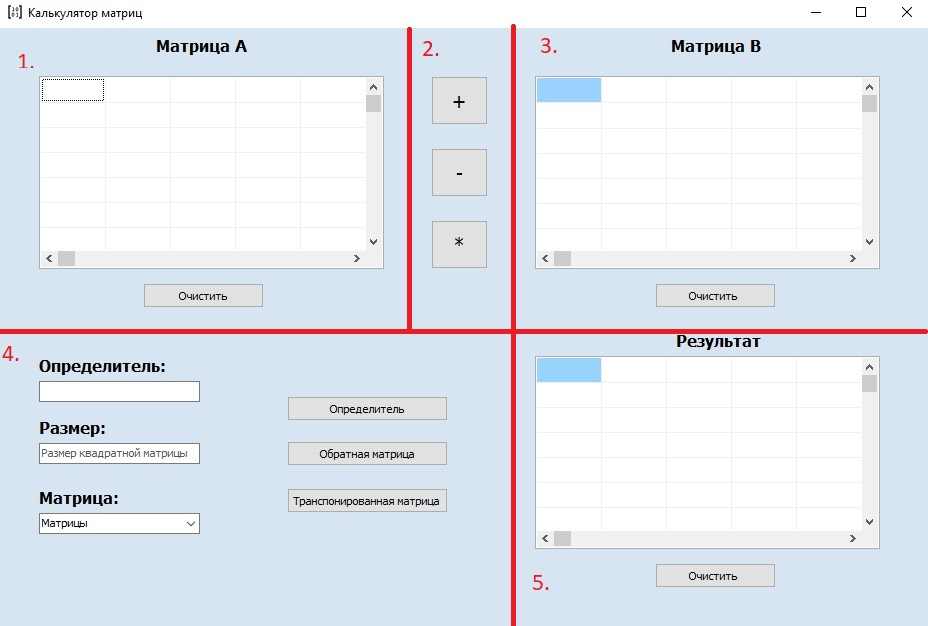 Калькулятор матриц
1.
Матрица А
Очистить
2.
+
-
*
3.
Матрица В
Очистить
4.
Определитель:
Размер:
Размер квадратной матрицы
Матрица:
Матрицы
Определитель
Обратная матрица
Транспонированная матрица
Результат
Очистить
5.